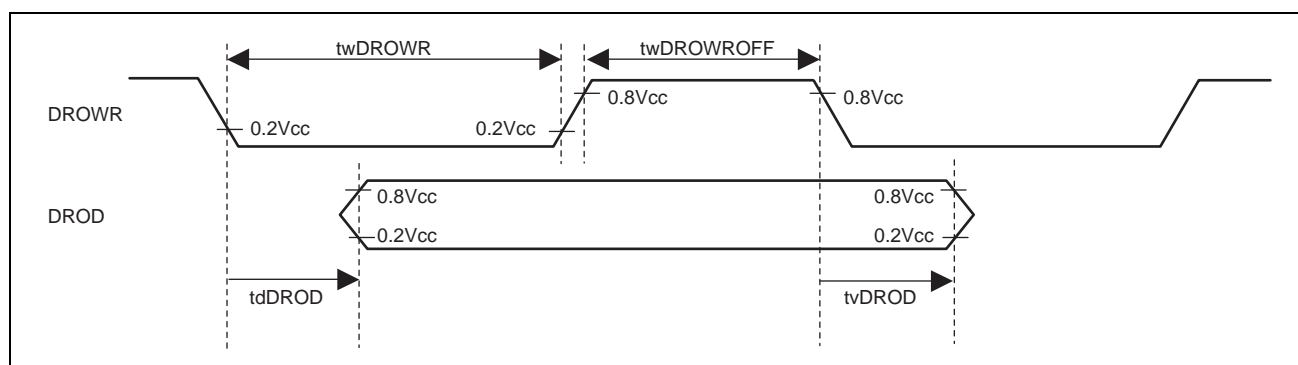 twDROWR
twDROWROFF
DROWR
0.8Vcc
0.8Vcc
0.2Vcc
0.2Vcc
DROD
0.8Vcc
0.8Vcc
0.2Vcc
0.2Vcc
tdDROD
tvDROD